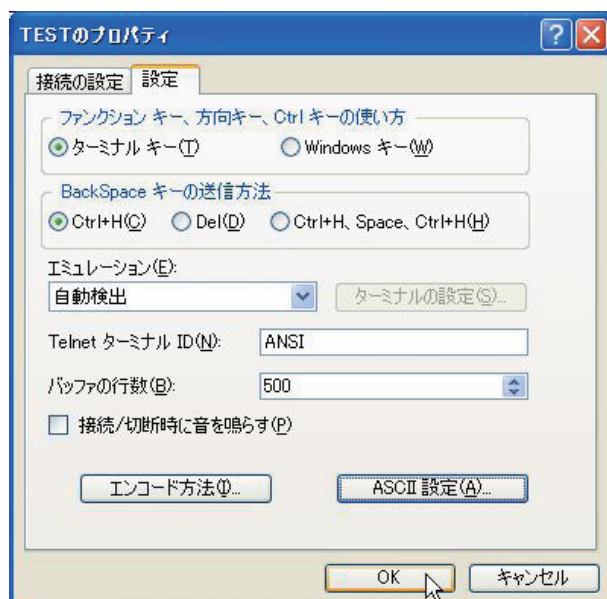 TESTのプロパティ
接続の設定 設定
ファンクション キー、方向キー、Ctrl キーの使い方
ターミナル キー(T) Windows キー(W)
BackSpace キーの送信方法
Ctrl+H(C) Del(D) Ctrl+H、Space、Ctrl+H(H)
エミュレーション(E):
自動検出 ターミナルの設定(S)...
Telnet ターミナル ID(N): ANSI
バッファの行数(B): 500
接続/切断時に音を鳴らす(P)
エンコード方法(I)... ASCII 設定(A)...
OK キャンセル